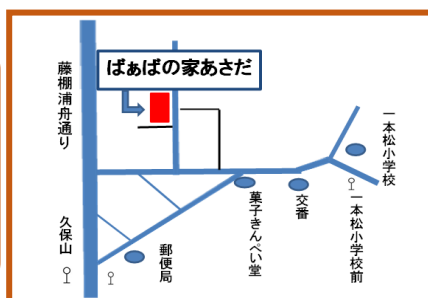 ばぁばの家あさだ
藤棚浦舟通り
久保山
郵便局
菓子きんぺい堂
交番
一本松小学校前
一本松小学校